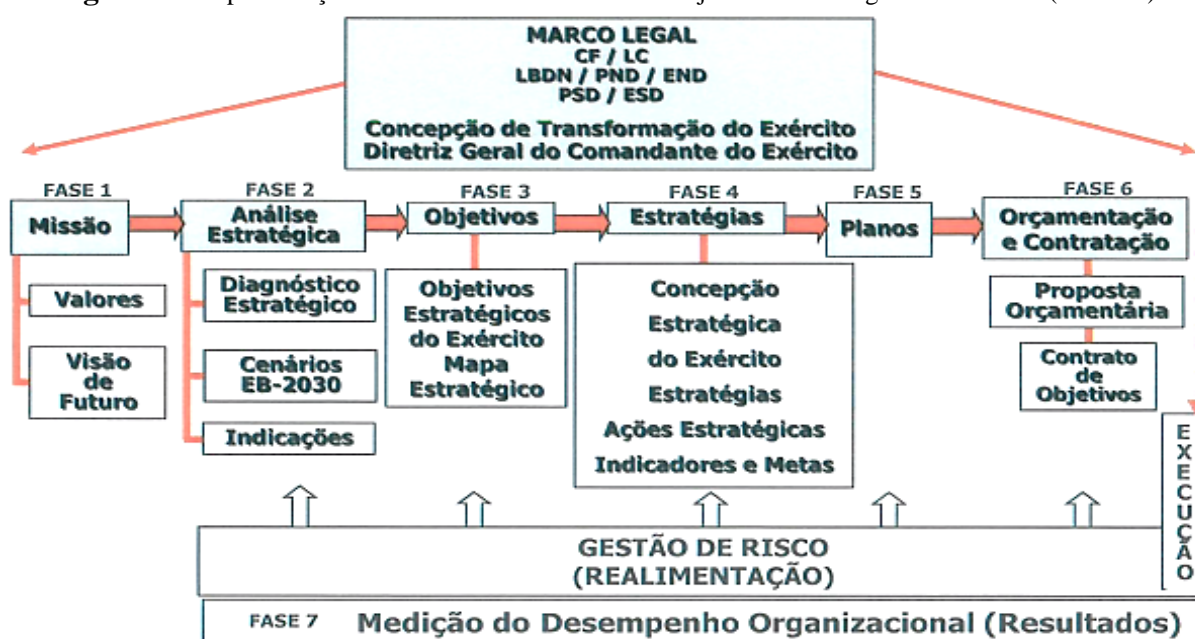 MARCO LEGAL
CF / LC
LBDN / PND / END
PSD / ESD
Concepção de Transformação do Exército
Diretriz Geral do Comandante do Exército
FASE 1
Missão
Valores
Visão
de
Futuro
FASE 2
Análise
Estratégica
Diagnóstico
Estratégico
Cenários
EB-2030
Indicações
FASE 3
Objetivos
Objetivos
Estratégicos
do Exército
Mapa
Estratégico
FASE 4
Estratégias
Concepção
Estratégica
do Exército
Estratégias
Ações Estratégicas
Indicadores e Metas
FASE 5
Planos
FASE 6
Orçamentação
e Contratação
Proposta
Orçamentária
Contrato
de
Objetivos
EXECUÇÃO
GESTÃO DE RISCO
(REALIMENTAÇÃO)
FASE 7 Medição do Desempenho Organizacional (Resultados)